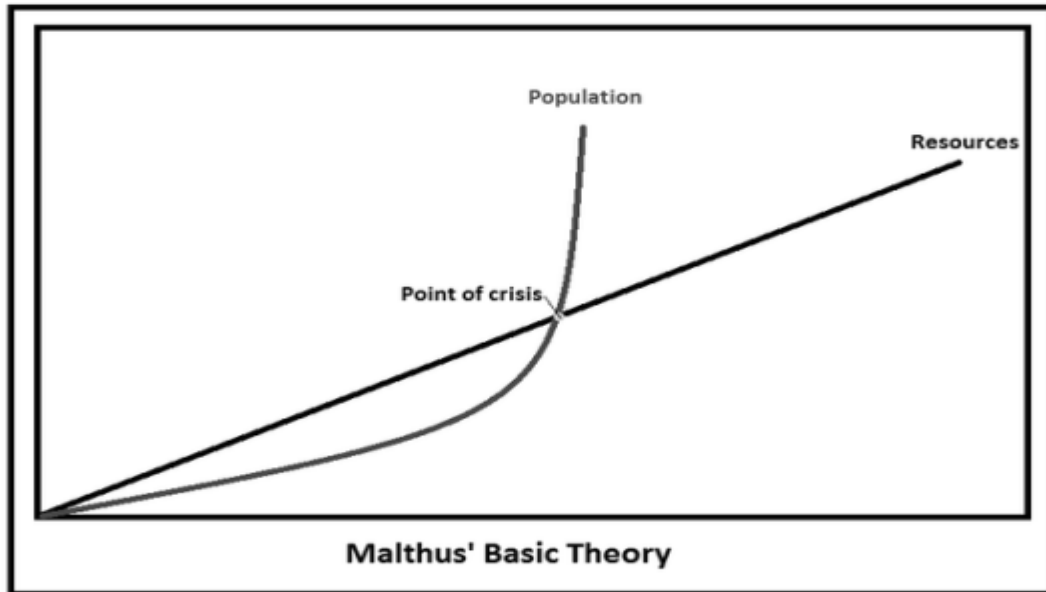 Population
Resources
Point of crisis
Malthus' Basic Theory